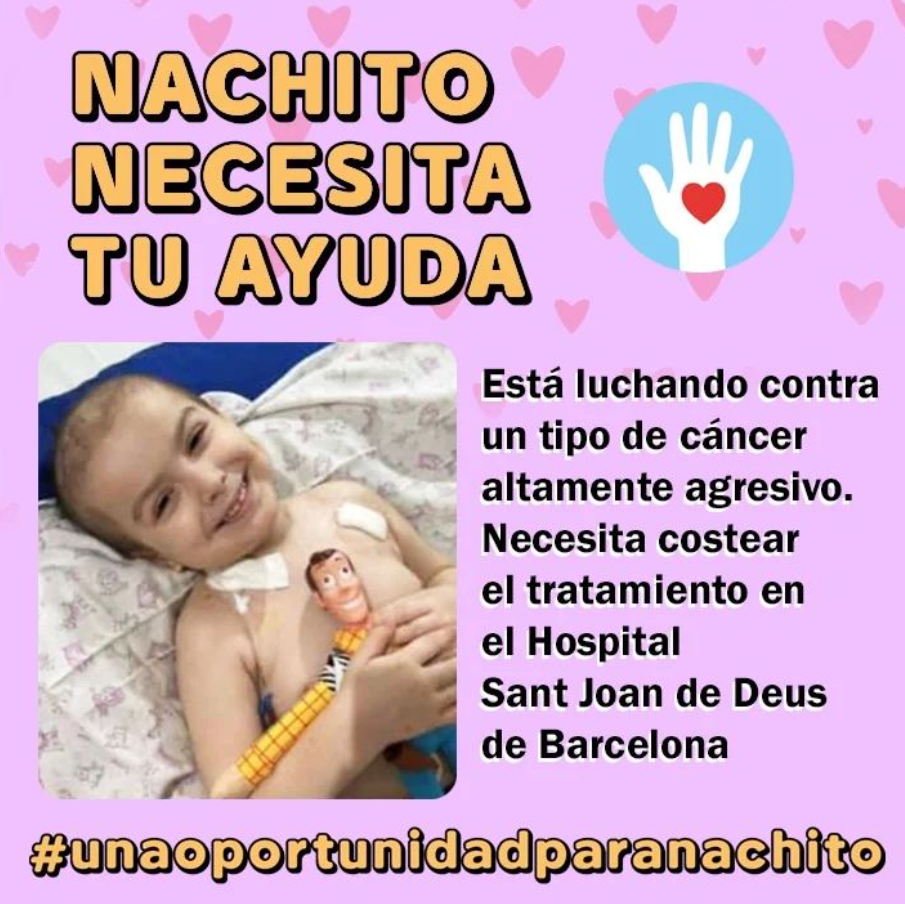 NACHITO
NECESITA
TU AYUDA
Está luchando contra
un tipo de cáncer
altamente agresivo.
Necesita costear
el tratamiento en
el Hospital
Sant Joan de Deus
de Barcelona
#unaoportunidadparanachito